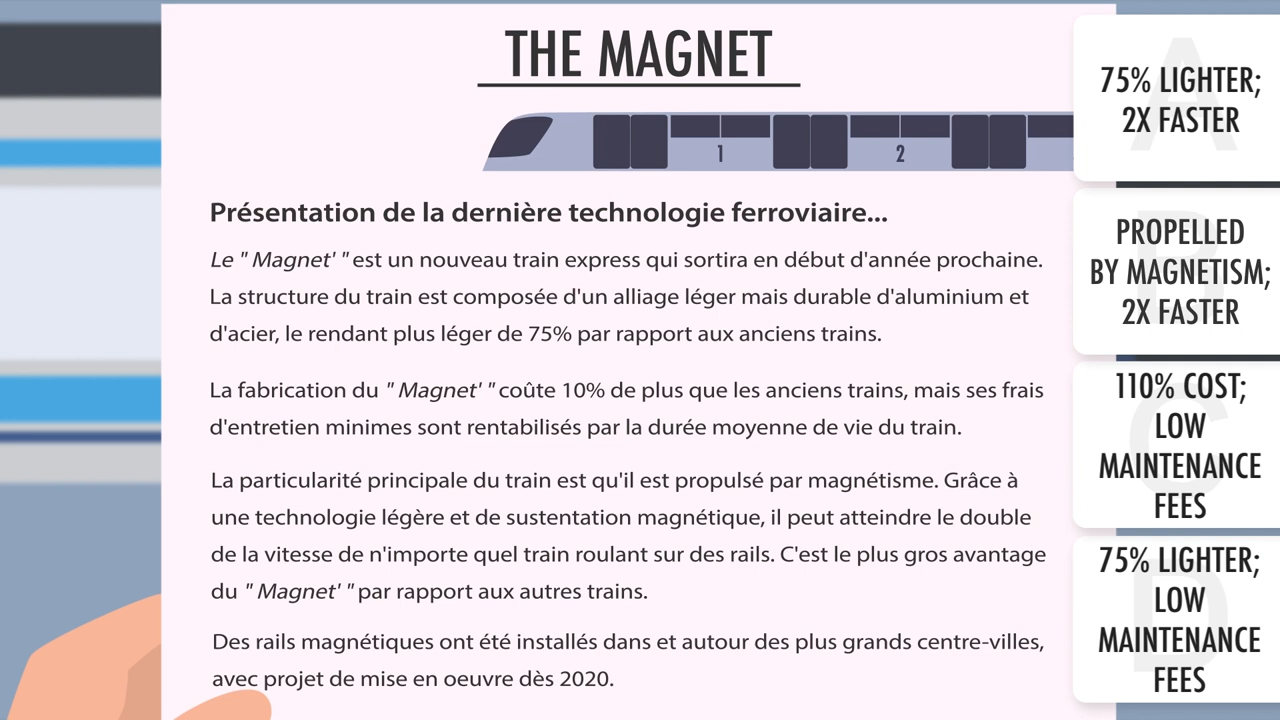 THE MAGNET
1
2
Présentation de la dernière technologie ferroviaire...
Le " Magnet' " est un nouveau train express qui sortira en début d'année prochaine.
La structure du train est composée d'un alliage léger mais durable d'aluminium et
d'acier, le rendant plus léger de 75% par rapport aux anciens trains.
La fabrication du " Magnet' " coûte 10% de plus que les anciens trains, mais ses frais
d'entretien minimes sont rentabilisés par la durée moyenne de vie du train.
La particularité principale du train est qu'il est propulsé par magnétisme. Grâce à
une technologie légère et de sustentation magnétique, il peut atteindre le double
de la vitesse de n'importe quel train roulant sur des rails. C'est le plus gros avantage
du " Magnet' " par rapport aux autres trains.
Des rails magnétiques ont été installés dans et autour des plus grands centre-villes,
avec projet de mise en oeuvre dès 2020.
A
75% LIGHTER;
2X FASTER
B
PROPELLED
BY MAGNETISM;
2X FASTER
C
110% COST;
LOW
MAINTENANCE
FEES
D
75% LIGHTER;
LOW
MAINTENANCE
FEES